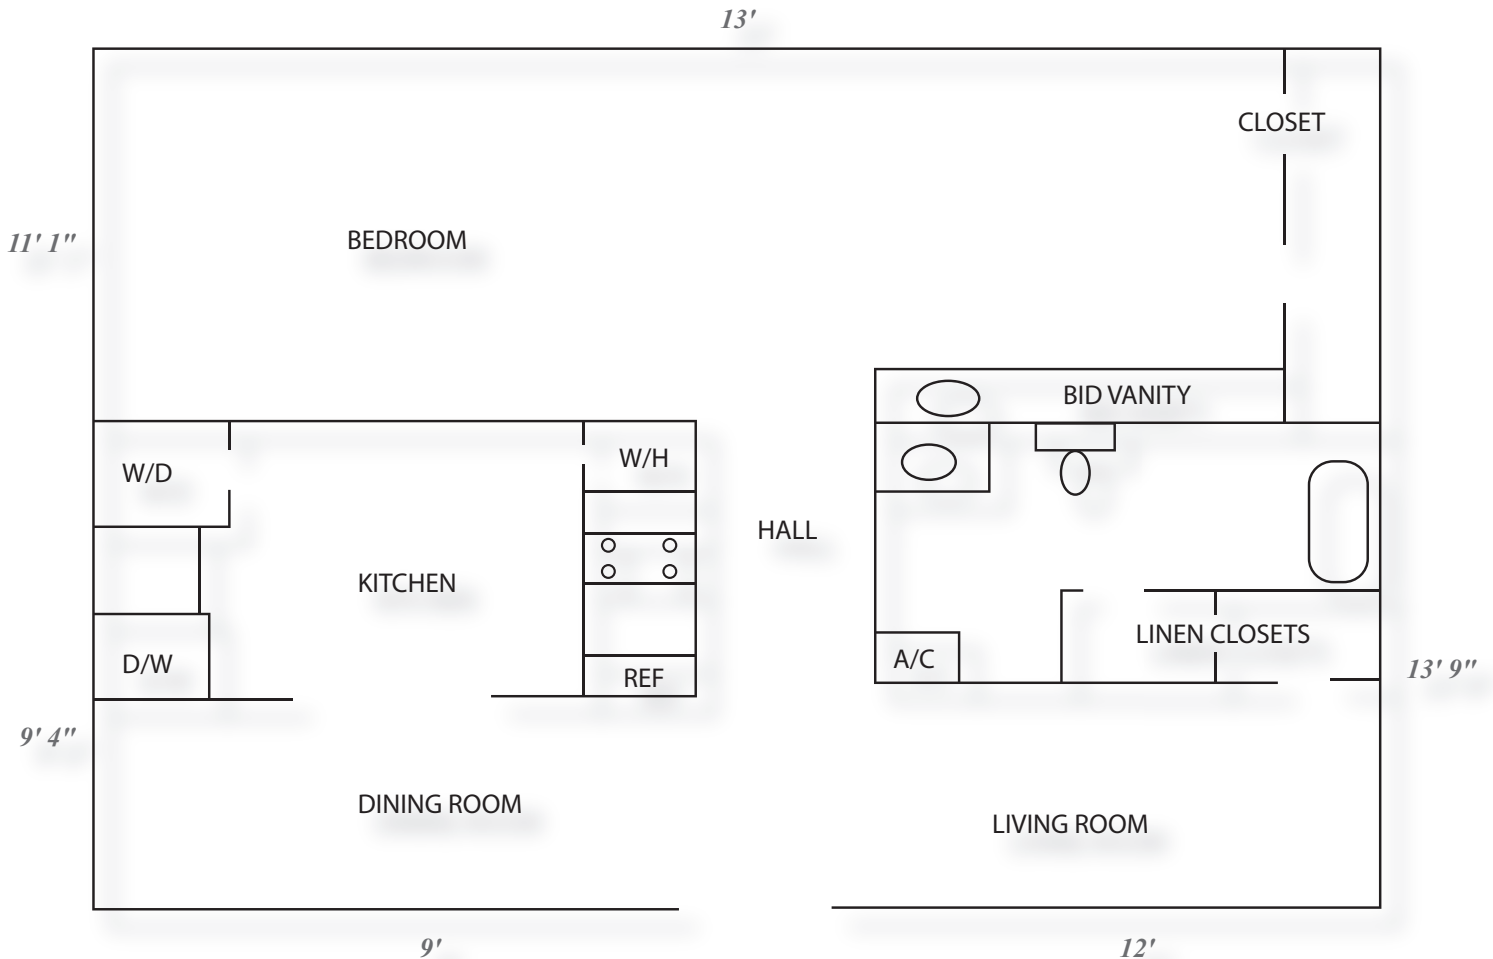 13'
CLOSET
11' 1"
BEDROOM
BID VANITY
W/D
W/H
HALL
KITCHEN
LINEN CLOSETS
D/W
A/C
REF
13' 9"
9' 4"
DINING ROOM
LIVING ROOM
9'
12'